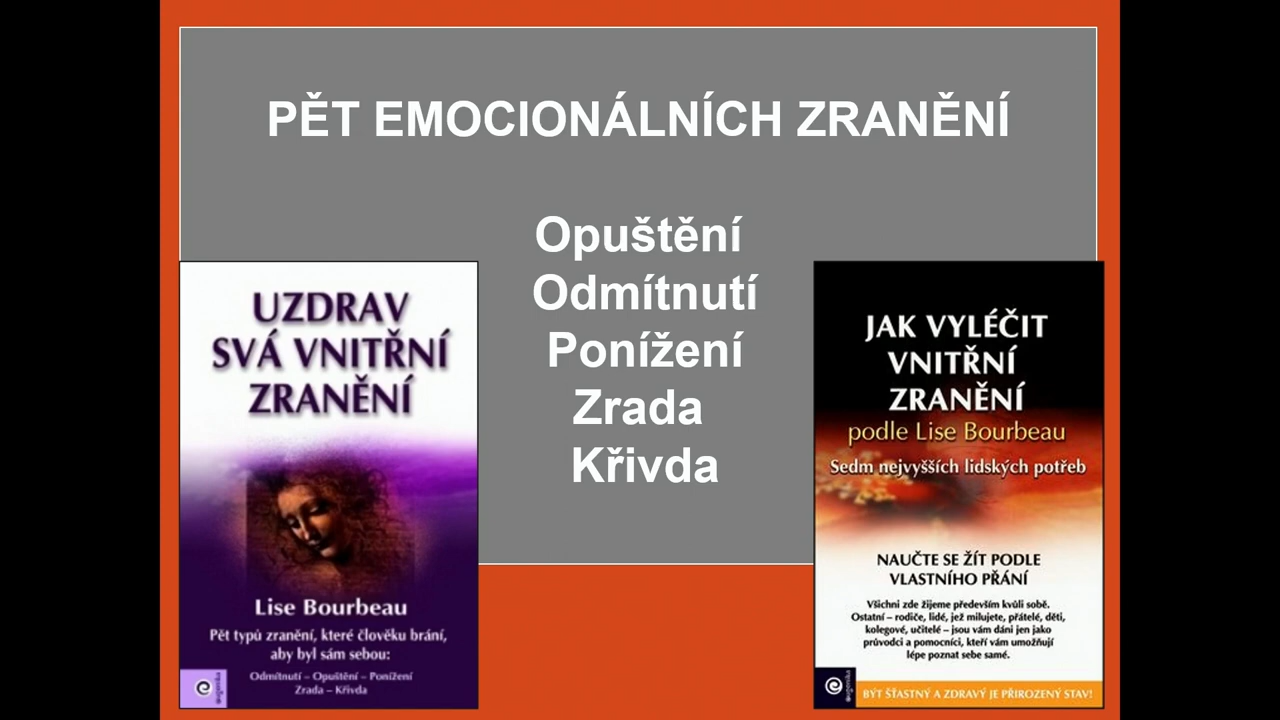 PĚT EMOCIONÁLNÍCH ZRANĚNÍ
Opuštění
Odmítnutí
Ponížení
Zrada
Křivda
UZDRAV
SVÁ VNITŘNÍ
ZRANĚNÍ
Lise Bourbeau
Pět typů zranění, které člověku brání,
aby byl sám sebou:
Odmítnutí – Opuštění – Ponížení
Zrada – Křivda
eugenika
JAK VYLÉČIT
VNITŘNÍ
ZRANĚNÍ
podle Lise Bourbeau
Sedm nejvyšších lidských potřeb
NAUČTE SE ŽÍT PODLE
VLASTNÍHO PŘÁNÍ
Všichni zde žijeme především kvůli sobě.
Ostatní – rodiče, lidé, jež milujete, přátelé, děti,
kolegové, učitelé – jsou vám dáni jen jako
průvodci a pomocníci, kteří vám umožňují
lépe poznat sebe samé.
eugenika
BÝT ŠŤASTNÝ A ZDRAVÝ JE PŘIROZENÝ STAV!